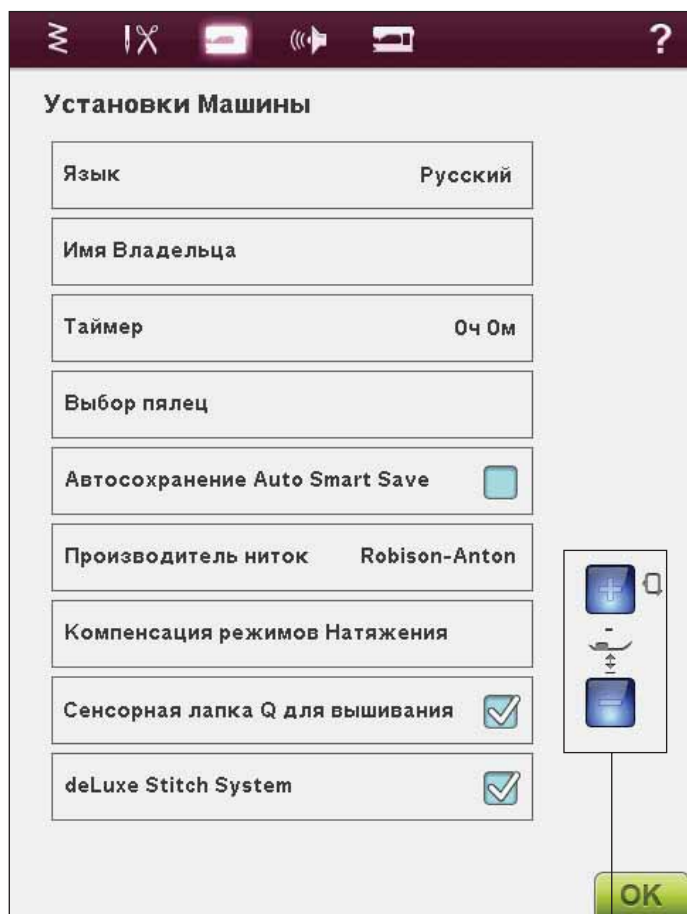 ?
Установки Машины
Язык Русский
Имя Владельца
Таймер 0ч 0м
Выбор пялец
Автосохранение Auto Smart Save
Производитель ниток Robison-Anton
Компенсация режимов Натяжения
Сенсорная лапка Q для вышивания
deLuxe Stitch System
OK